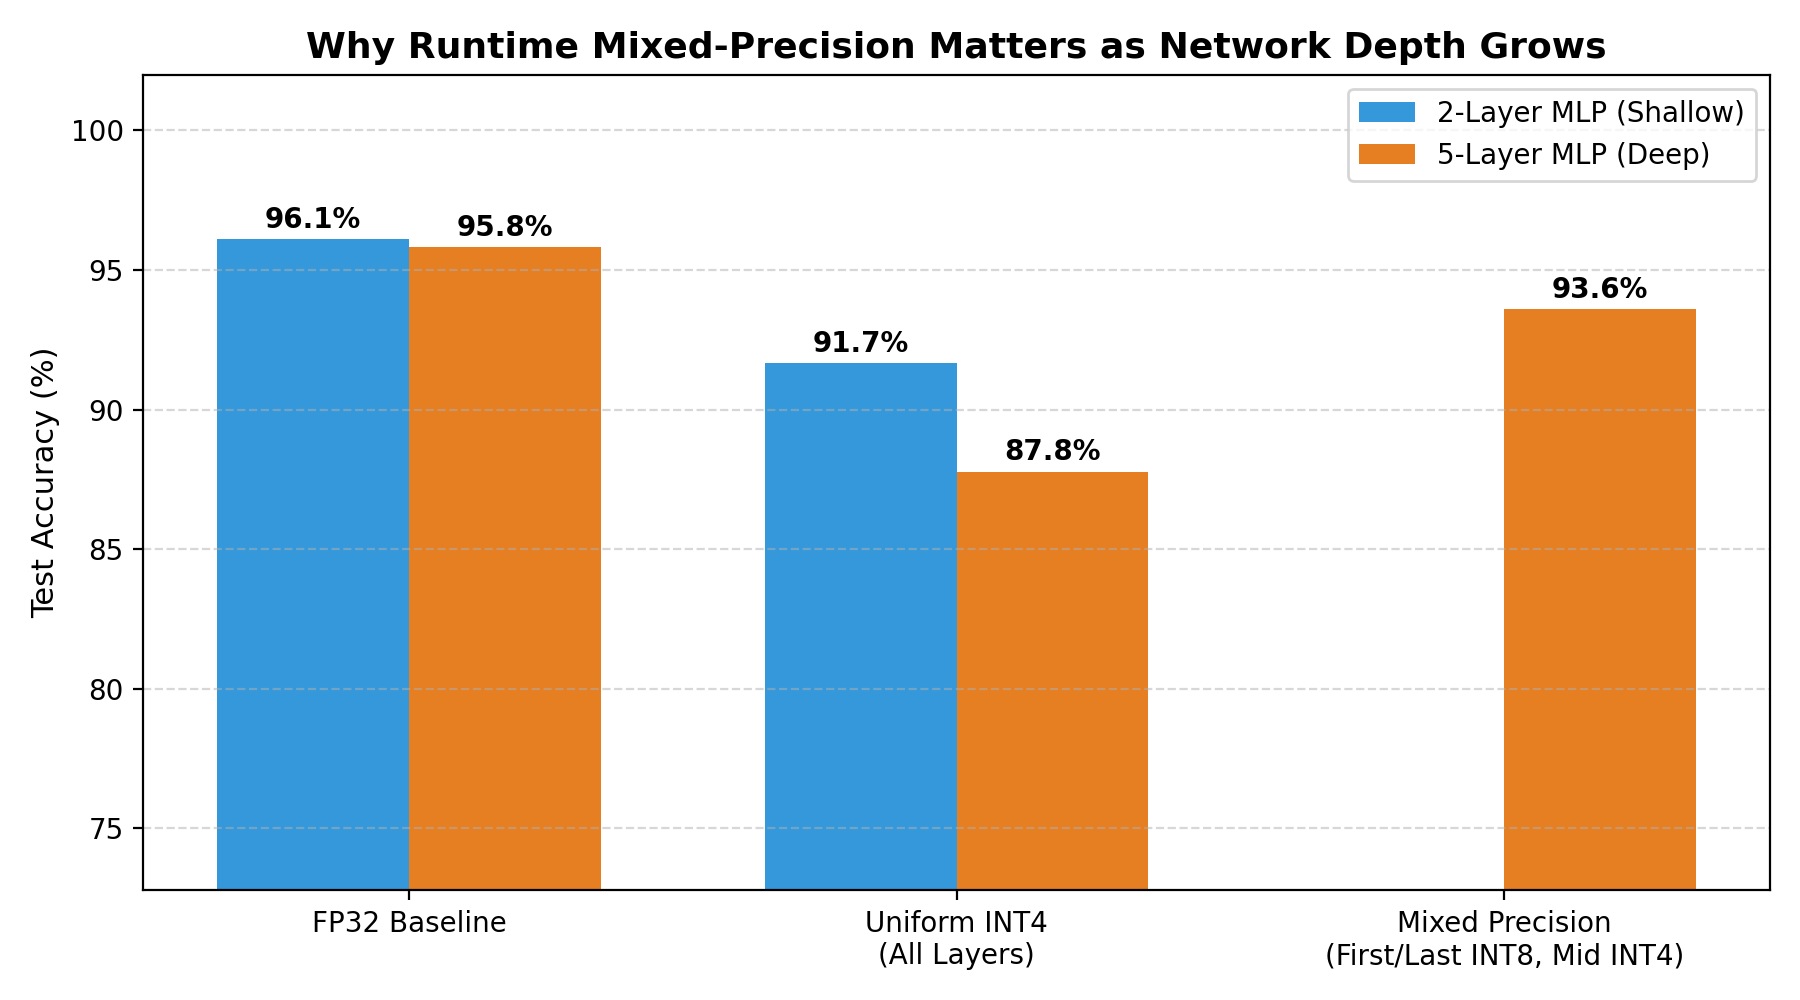 Why Runtime Mixed-Precision Matters as Network Depth Grows
2-Layer MLP (Shallow)
5-Layer MLP (Deep)
Test Accuracy (%)
100
95
90
85
80
75
96.1%
95.8%
91.7%
87.8%
93.6%
FP32 Baseline
Uniform INT4
(All Layers)
Mixed Precision
(First/Last INT8, Mid INT4)